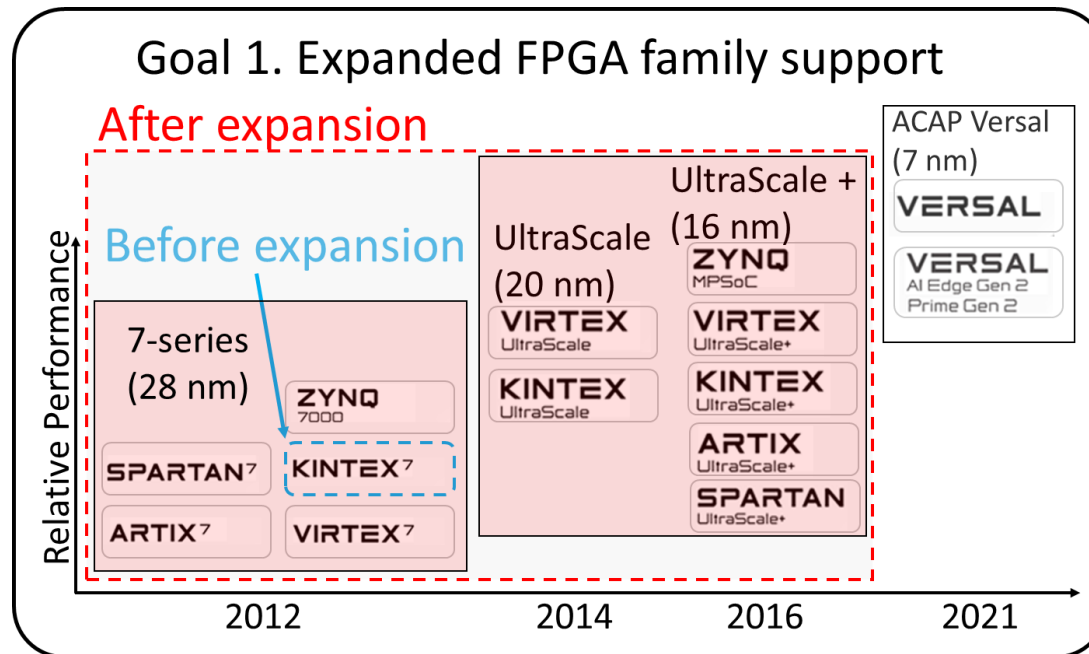 Goal 1. Expanded FPGA family support
After expansion
Before expansion
Relative Performance
7-series
(28 nm)
ZYNQ
7000
SPARTAN7
KINTEX7
ARTIX7
VIRTEX7
UltraScale
(20 nm)
VIRTEX
UltraScale
KINTEX
UltraScale
UltraScale +
(16 nm)
ZYNQ
MPSoC
VIRTEX
UltraScale+
KINTEX
UltraScale+
ARTIX
UltraScale+
SPARTAN
UltraScale+
ACAP Versal
(7 nm)
VERSAL
VERSAL
AI Edge Gen 2
Prime Gen 2
2012
2014
2016
2021